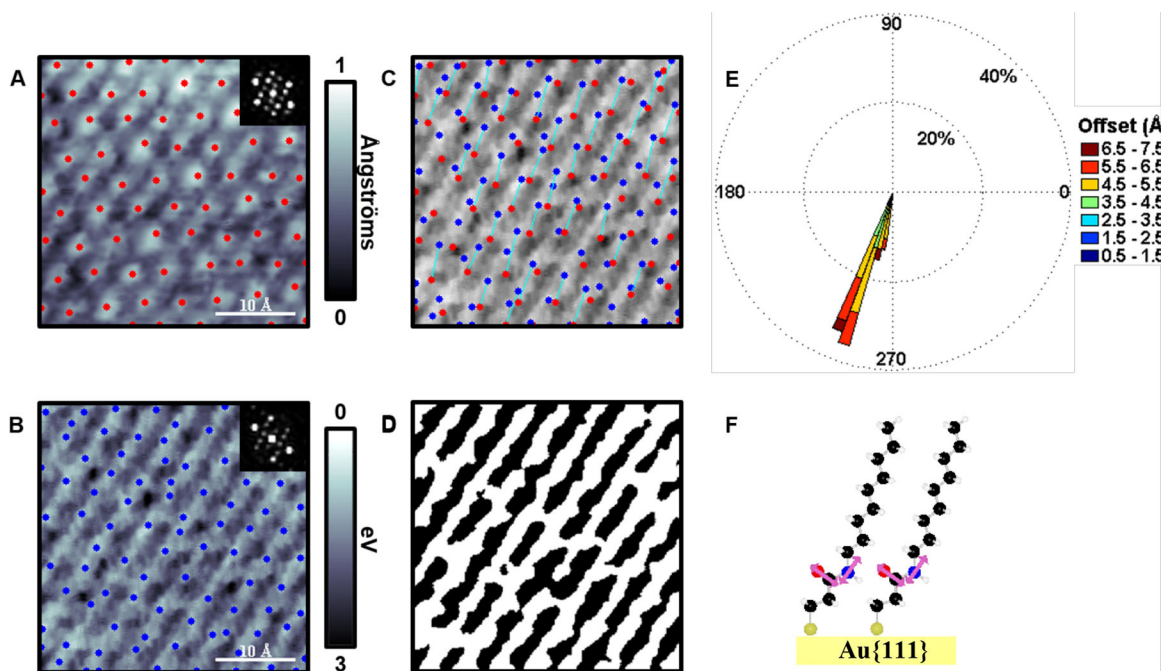 A
1
Ångströms
0
10 Å
B
0
eV
3
10 Å
C
D
E
90
40%
20%
180
0
270
Offset (Å
6.5 - 7.5
5.5 - 6.5
4.5 - 5.5
3.5 - 4.5
2.5 - 3.5
1.5 - 2.5
0.5 - 1.5
F
Au{111}